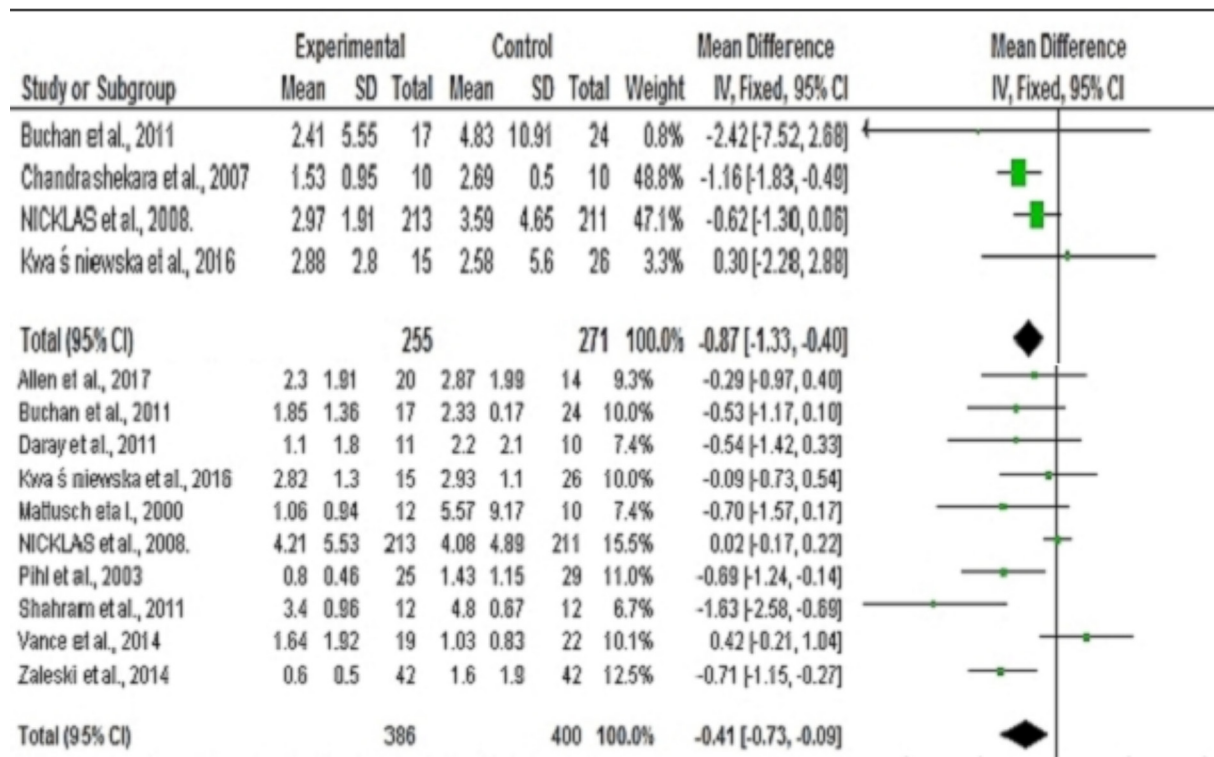 Experimental Control Mean Difference Mean Difference
Study or Subgroup Mean SD Total Mean SD Total Weight IV, Fixed, 95% CI IV, Fixed, 95% CI
Buchan et al., 2011 2.41 5.55 17 4.83 10.91 24 0.8% -2.42 [-7.52, 2.68]
Chandrashekara et al., 2007 1.53 0.95 10 2.69 0.5 10 48.8% -1.16 [-1.83, -0.49]
NICKLAS et al., 2008. 2.97 1.91 213 3.59 4.65 211 47.1% -0.62 [-1.30, 0.06]
Kwa ś niewska et al., 2016 2.88 2.8 15 2.58 5.6 26 3.3% 0.30 [-2.28, 2.88]
Total (95% CI) 255 271 100.0% -0.87 [-1.33, -0.40]
Allen et al., 2017 2.3 1.91 20 2.87 1.99 14 9.3% -0.29 [-0.97, 0.40]
Buchan et al., 2011 1.85 1.36 17 2.33 0.17 24 10.0% -0.53 [-1.17, 0.10]
Daray et al., 2011 1.1 1.8 11 2.2 2.1 10 7.4% -0.54 [-1.42, 0.33]
Kwa ś niewska et al., 2016 2.82 1.3 15 2.93 1.1 26 10.0% -0.09 [-0.73, 0.54]
Mattusch eta l., 2000 1.06 0.94 12 5.57 9.17 10 7.4% -0.70 [-1.57, 0.17]
NICKLAS et al., 2008. 4.21 5.53 213 4.08 4.89 211 15.5% 0.02 [-0.17, 0.22]
Pihl et al., 2003 0.8 0.46 25 1.43 1.15 29 11.0% -0.69 [-1.24, -0.14]
Shahram et al., 2011 3.4 0.96 12 4.8 0.67 12 6.7% -1.63 [-2.58, -0.69]
Vance et al., 2014 1.64 1.92 19 1.03 0.83 22 10.1% 0.42 [-0.21, 1.04]
Zaleski et al., 2014 0.6 0.5 42 1.6 1.9 42 12.5% -0.71 [-1.15, -0.27]
Total (95% CI) 386 400 100.0% -0.41 [-0.73, -0.09]